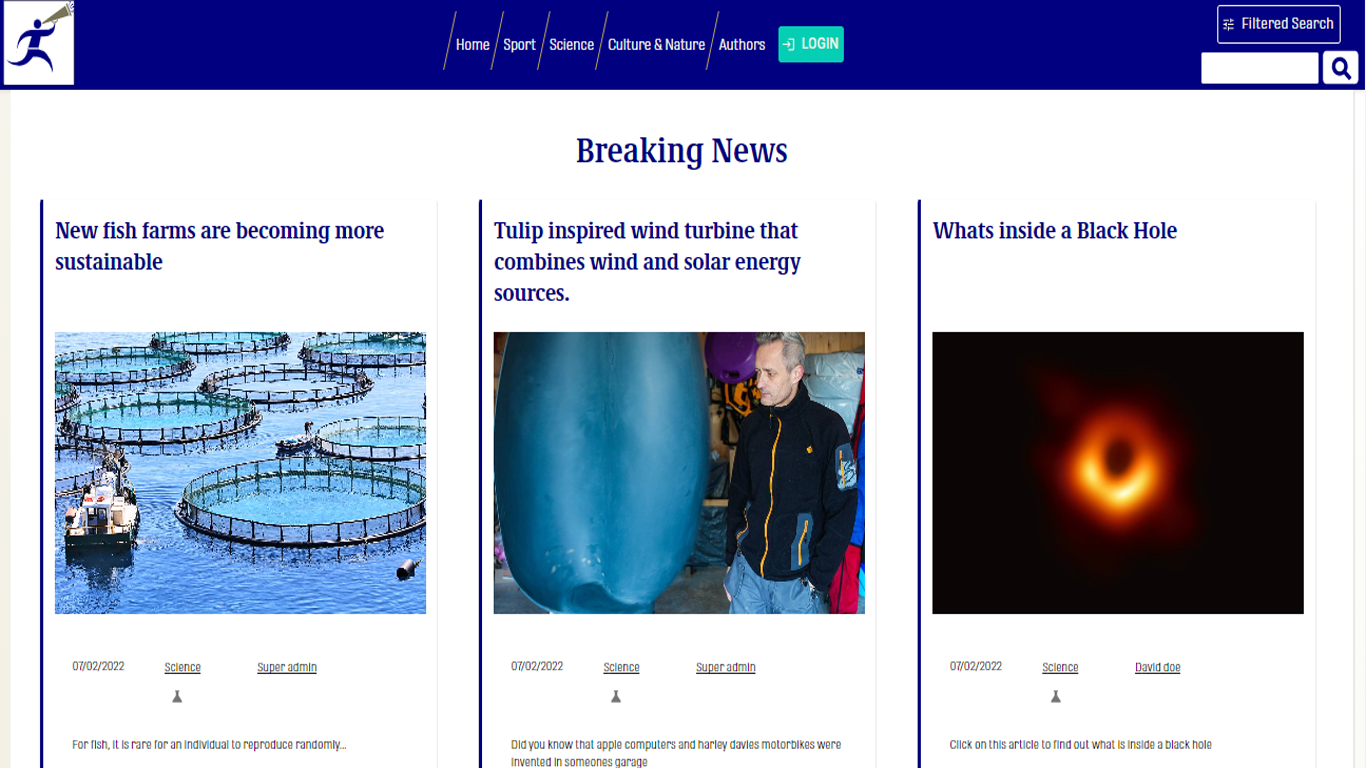 Home
Sport
Science
Culture & Nature
Authors
LOGIN
Filtered Search
Breaking News
New fish farms are becoming more
sustainable
07/02/2022 Science Super admin
For fish, it is rare for an individual to reproduce randomly...
Tulip inspired wind turbine that
combines wind and solar energy
sources.
07/02/2022 Science Super admin
Did you know that apple computers and harley davies motorbikes were
invented in someones garage
Whats inside a Black Hole
07/02/2022 Science David doe
Click on this article to find out what is inside a black hole